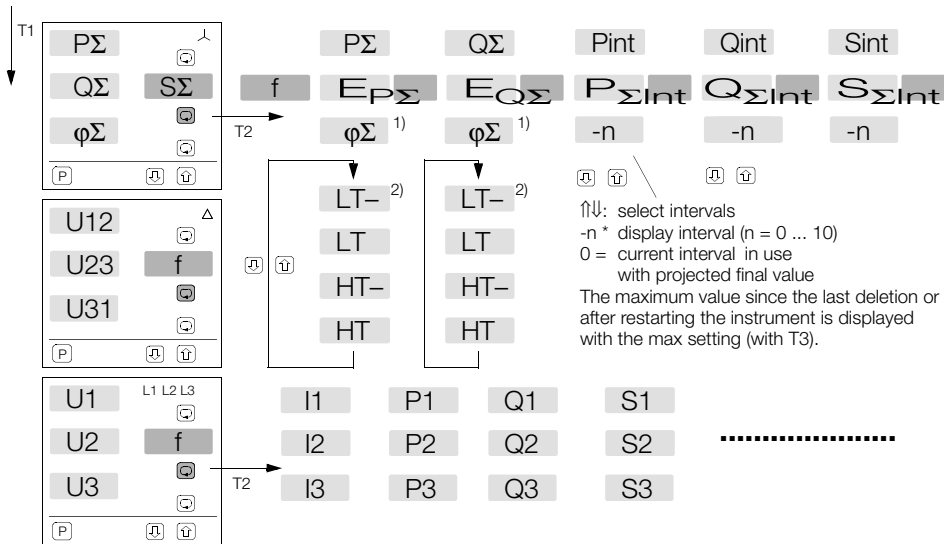 T1
PΣ
QΣ SΣ
φΣ
P
T2
f
PΣ QΣ Pint Qint Sint
EPΣ EQΣ PΣInt QΣInt SΣInt
φΣ 1) φΣ 1) -n -n -n
LT– 2) LT– 2)
LT LT
HT– HT–
HT HT
⇑⇓: select intervals
-n * display interval (n = 0 ... 10)
0 = current interval in use
with projected final value
The maximum value since the last deletion or
after restarting the instrument is displayed
with the max setting (with T3).
U12 Δ
U23 f
U31
P
U1 L1 L2 L3
U2 f
U3
P
T2
I1 P1 Q1 S1
I2 P2 Q2 S2
I3 P3 Q3 S3